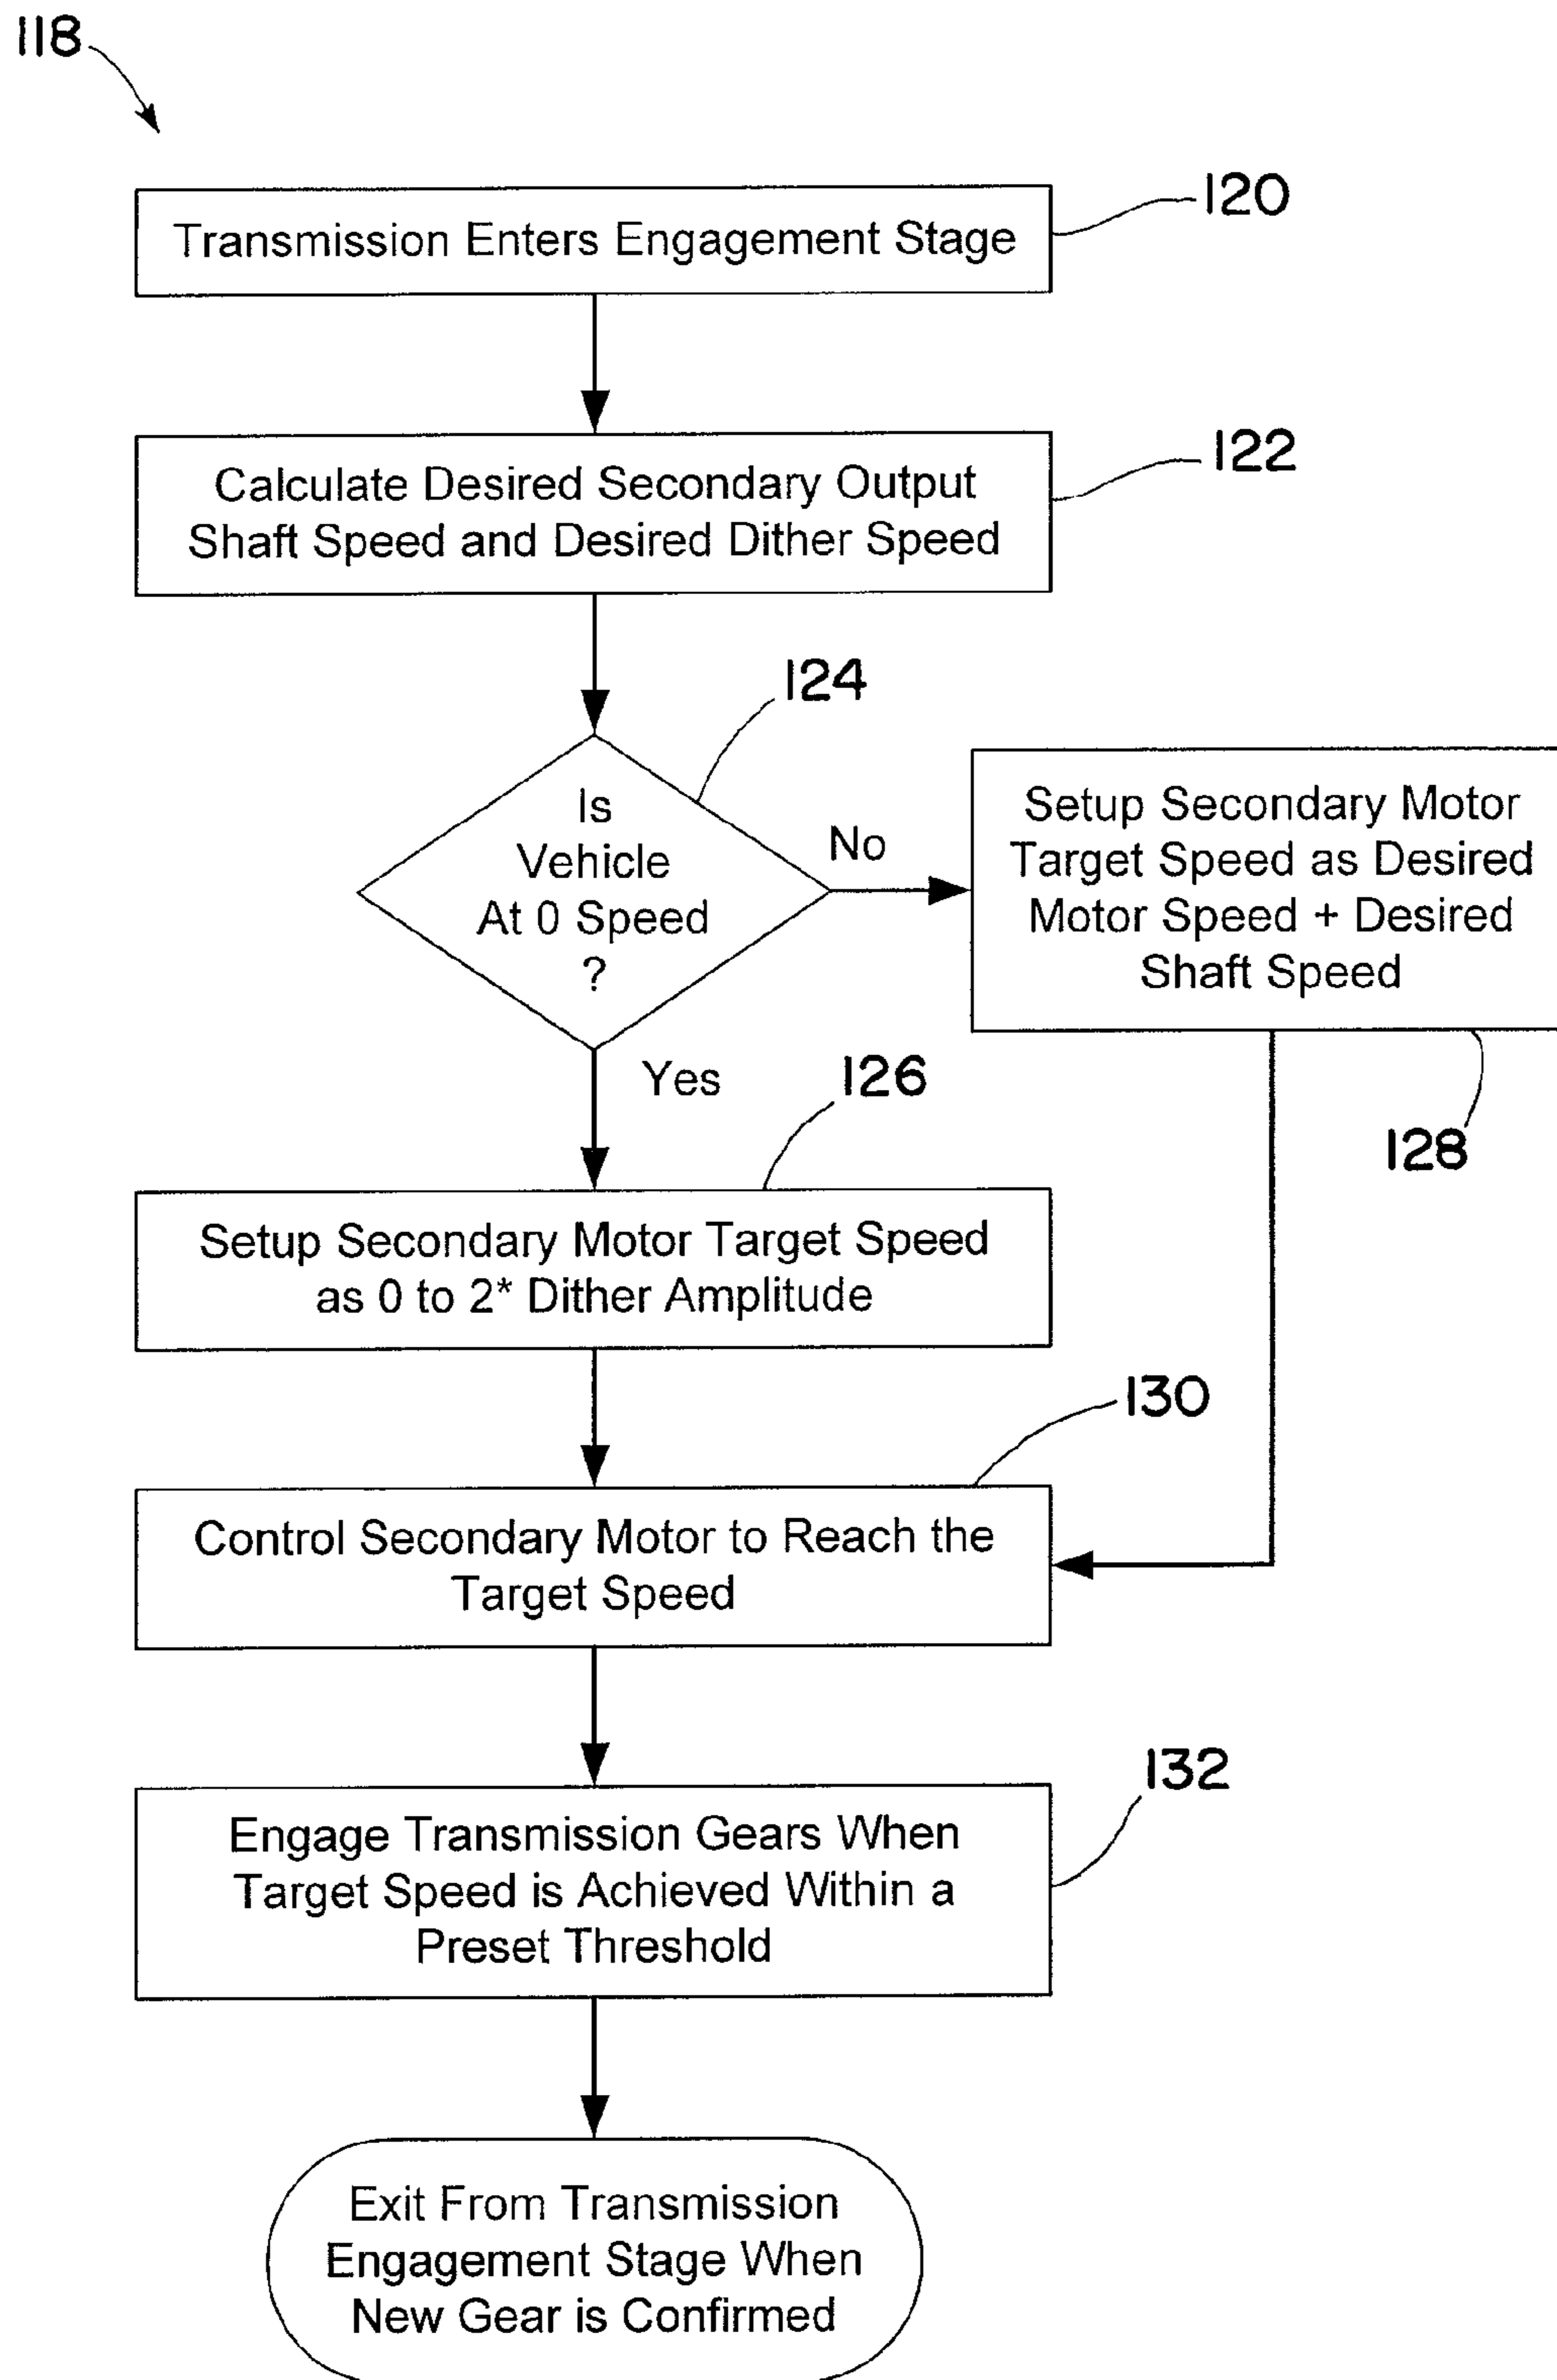 118
120
Transmission Enters Engagement Stage
122
Calculate Desired Secondary Output
Shaft Speed and Desired Dither Speed
124
Is
Vehicle
At 0 Speed
?
No
Setup Secondary Motor
Target Speed as Desired
Motor Speed + Desired
Shaft Speed
128
Yes
126
Setup Secondary Motor Target Speed
as 0 to 2* Dither Amplitude
130
Control Secondary Motor to Reach the
Target Speed
132
Engage Transmission Gears When
Target Speed is Achieved Within a
Preset Threshold
Exit From Transmission
Engagement Stage When
New Gear is Confirmed